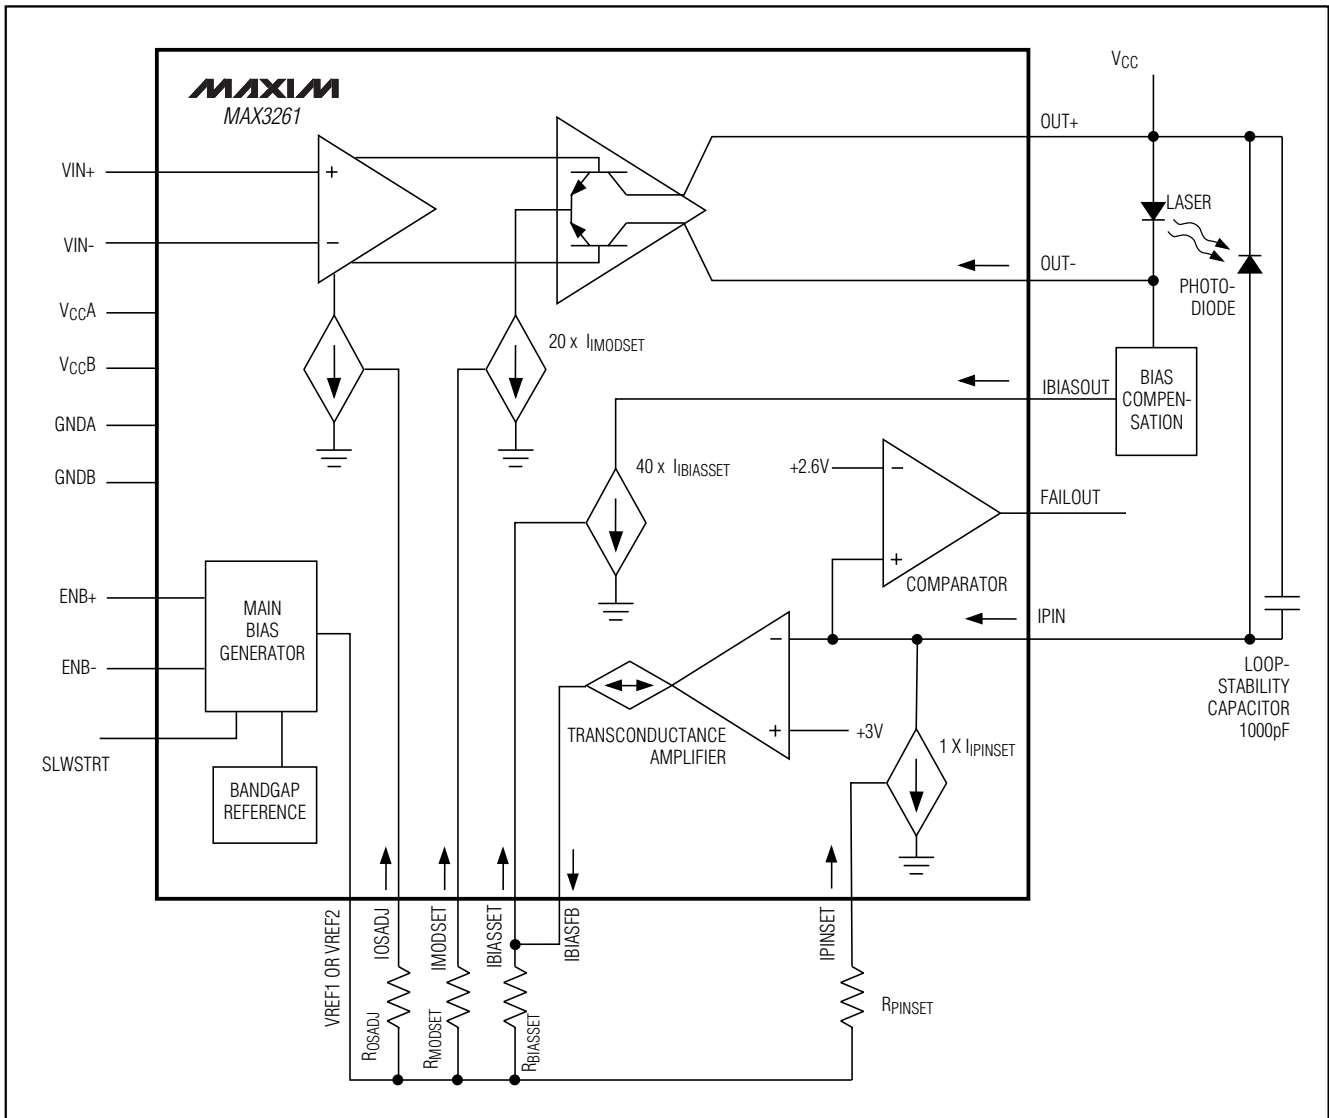 MAXIM
MAX3261
VCC
OUT+
VIN+
+
LASER
VIN-
−
OUT-
PHOTO-
DIODE
VCCA
20 x IIMODSET
VCCB
IBIASOUT
BIAS
COMPEN-
SATION
GNDA
+2.6V
−
40 x IIBIASSET
GNDB
FAILOUT
+
COMPARATOR
ENB+
MAIN
BIAS
GENERATOR
IPIN
−
ENB-
LOOP-
STABILITY
CAPACITOR
1000pF
TRANSCONDUCTANCE
AMPLIFIER
+
+3V
1 X IIPINSET
SLWSTRT
BANDGAP
REFERENCE
VREF1 OR VREF2
IOSADJ
IMODSET
IBIASSET
IBIASFB
IPINSET
ROSADJ
RMODSET
RBIASSET
RPINSET